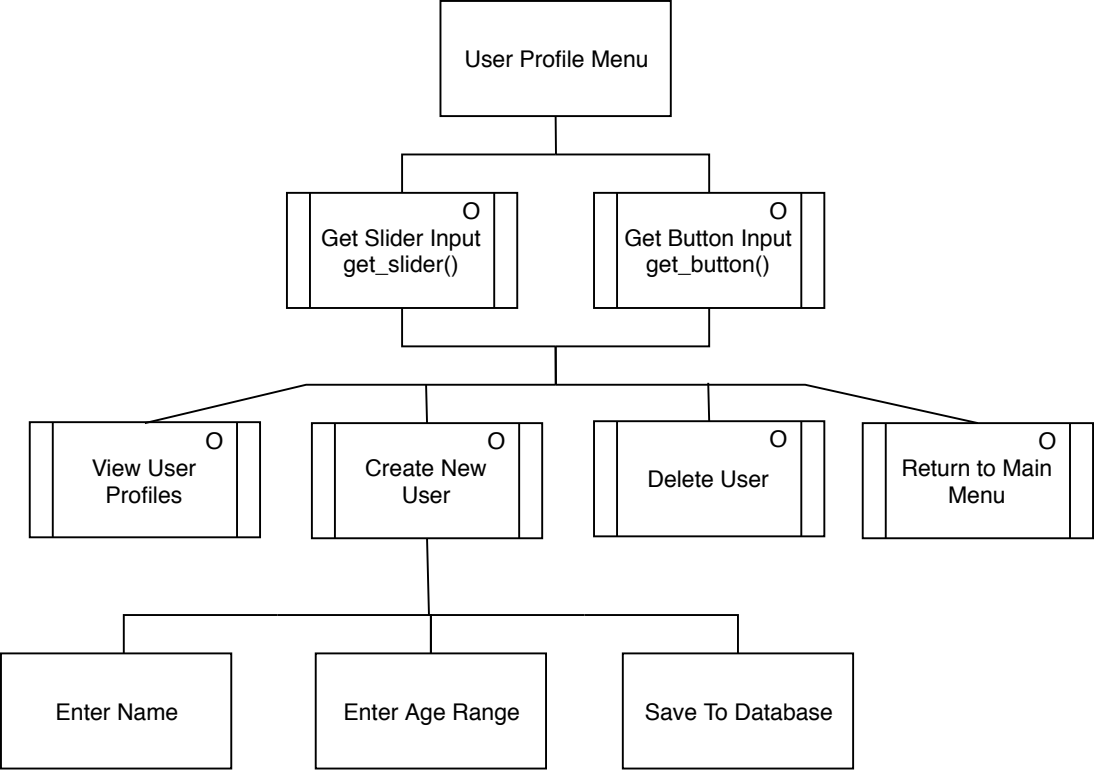 User Profile Menu
O
Get Slider Input
get_slider()
O
Get Button Input
get_button()
O
View User
Profiles
O
Create New
User
O
Delete User
O
Return to Main
Menu
Enter Name
Enter Age Range
Save To Database